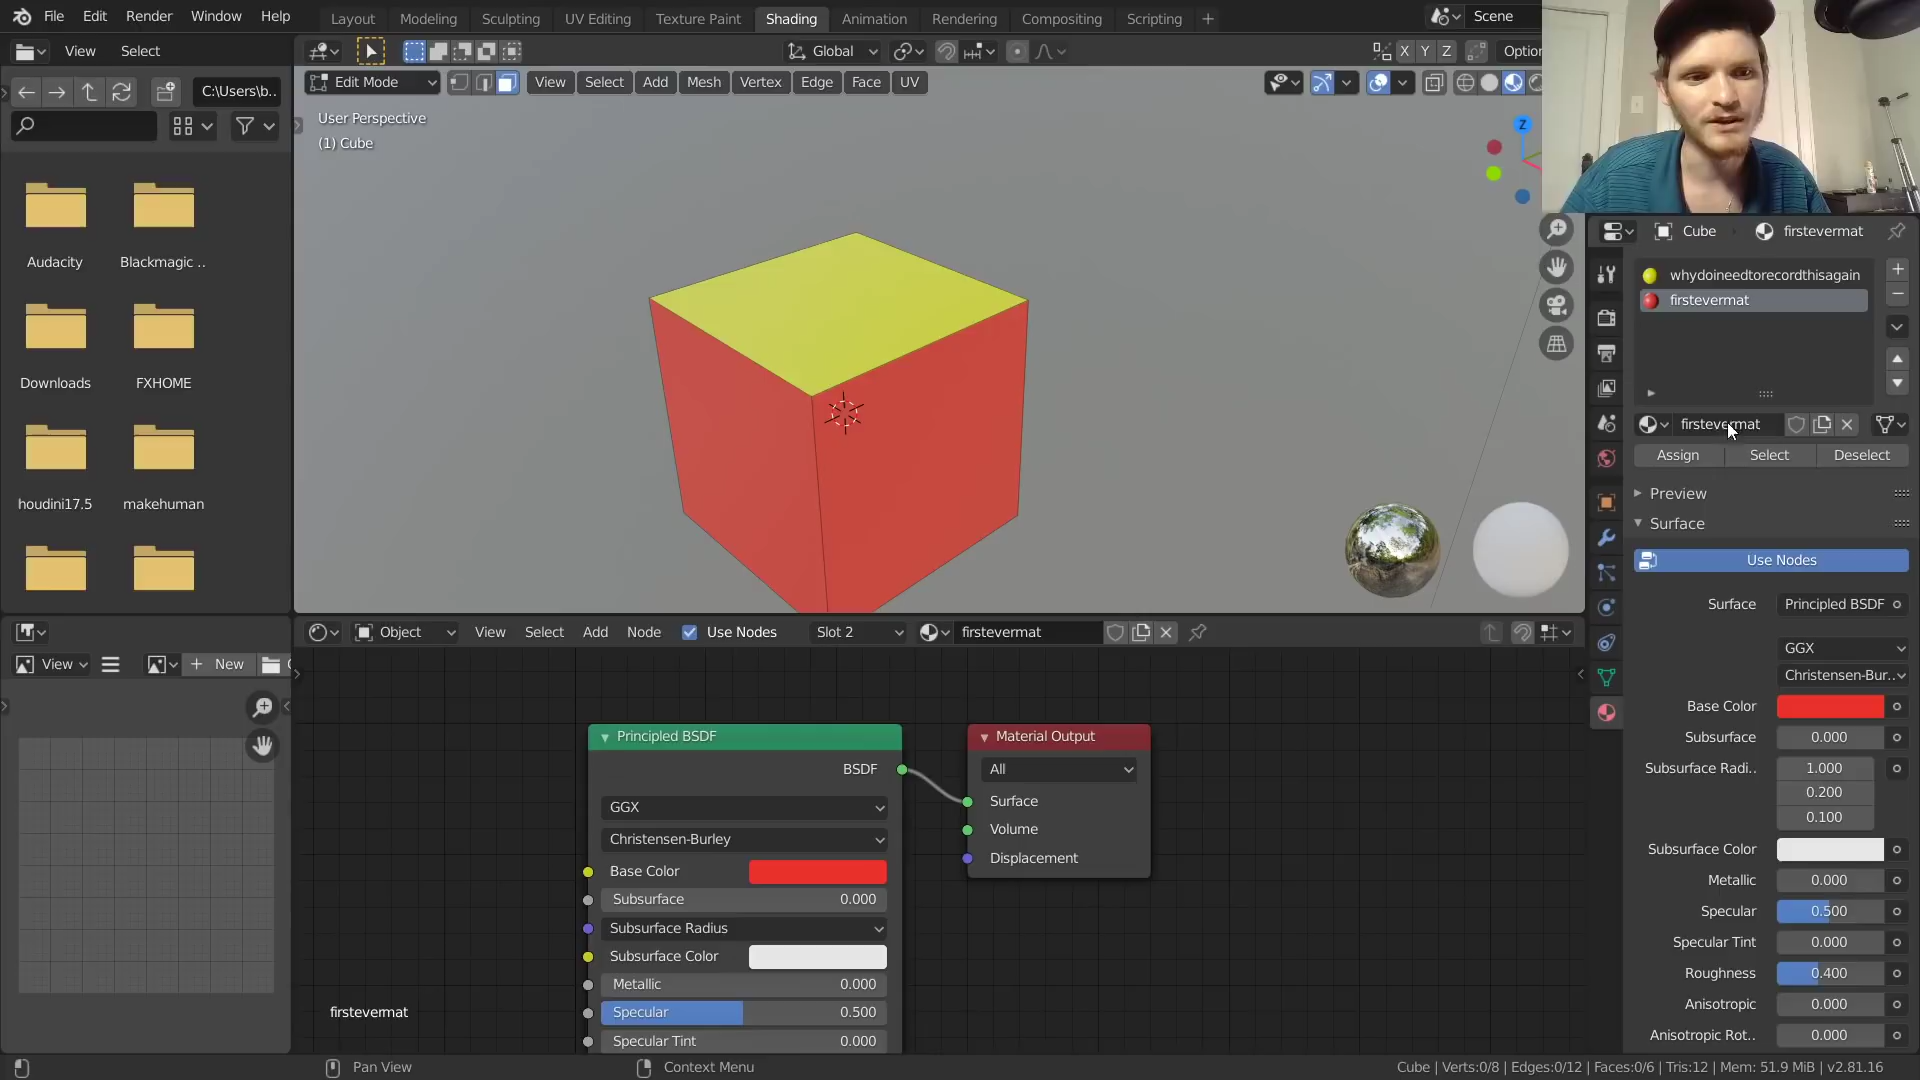 File Edit Render Window Help
Layout Modeling Sculpting UV Editing Texture Paint Shading Animation Rendering Compositing Scripting +
Scene
View Select
Global
X Y Z
C:\Users\b..
Edit Mode
View Select Add Mesh Vertex Edge Face UV
User Perspective
(1) Cube
Z
Audacity Blackmagic ..
Downloads FXHOME
houdini17.5 makehuman
Cube firstevermat
whydoineedtorecordthisagain
firstevermat
firstevermat
Assign Select Deselect
Preview
Surface
Use Nodes
Surface Principled BSDF
GGX
Christensen-Bur..
Base Color
Subsurface 0.000
Subsurface Radi.. 1.000
0.200
0.100
Subsurface Color
Metallic 0.000
Specular 0.500
Specular Tint 0.000
Roughness 0.400
Anisotropic 0.000
Anisotropic Rot.. 0.000
View
+ New
Object View Select Add Node Use Nodes Slot 2 firstevermat
Principled BSDF
BSDF
GGX
Christensen-Burley
Base Color
Subsurface 0.000
Subsurface Radius
Subsurface Color
Metallic 0.000
Specular 0.500
Specular Tint 0.000
Material Output
All
Surface
Volume
Displacement
firstevermat
Pan View
Context Menu
Cube | Verts:0/8 | Edges:0/12 | Faces:0/6 | Tris:12 | Mem: 51.9 MiB | v2.81.16